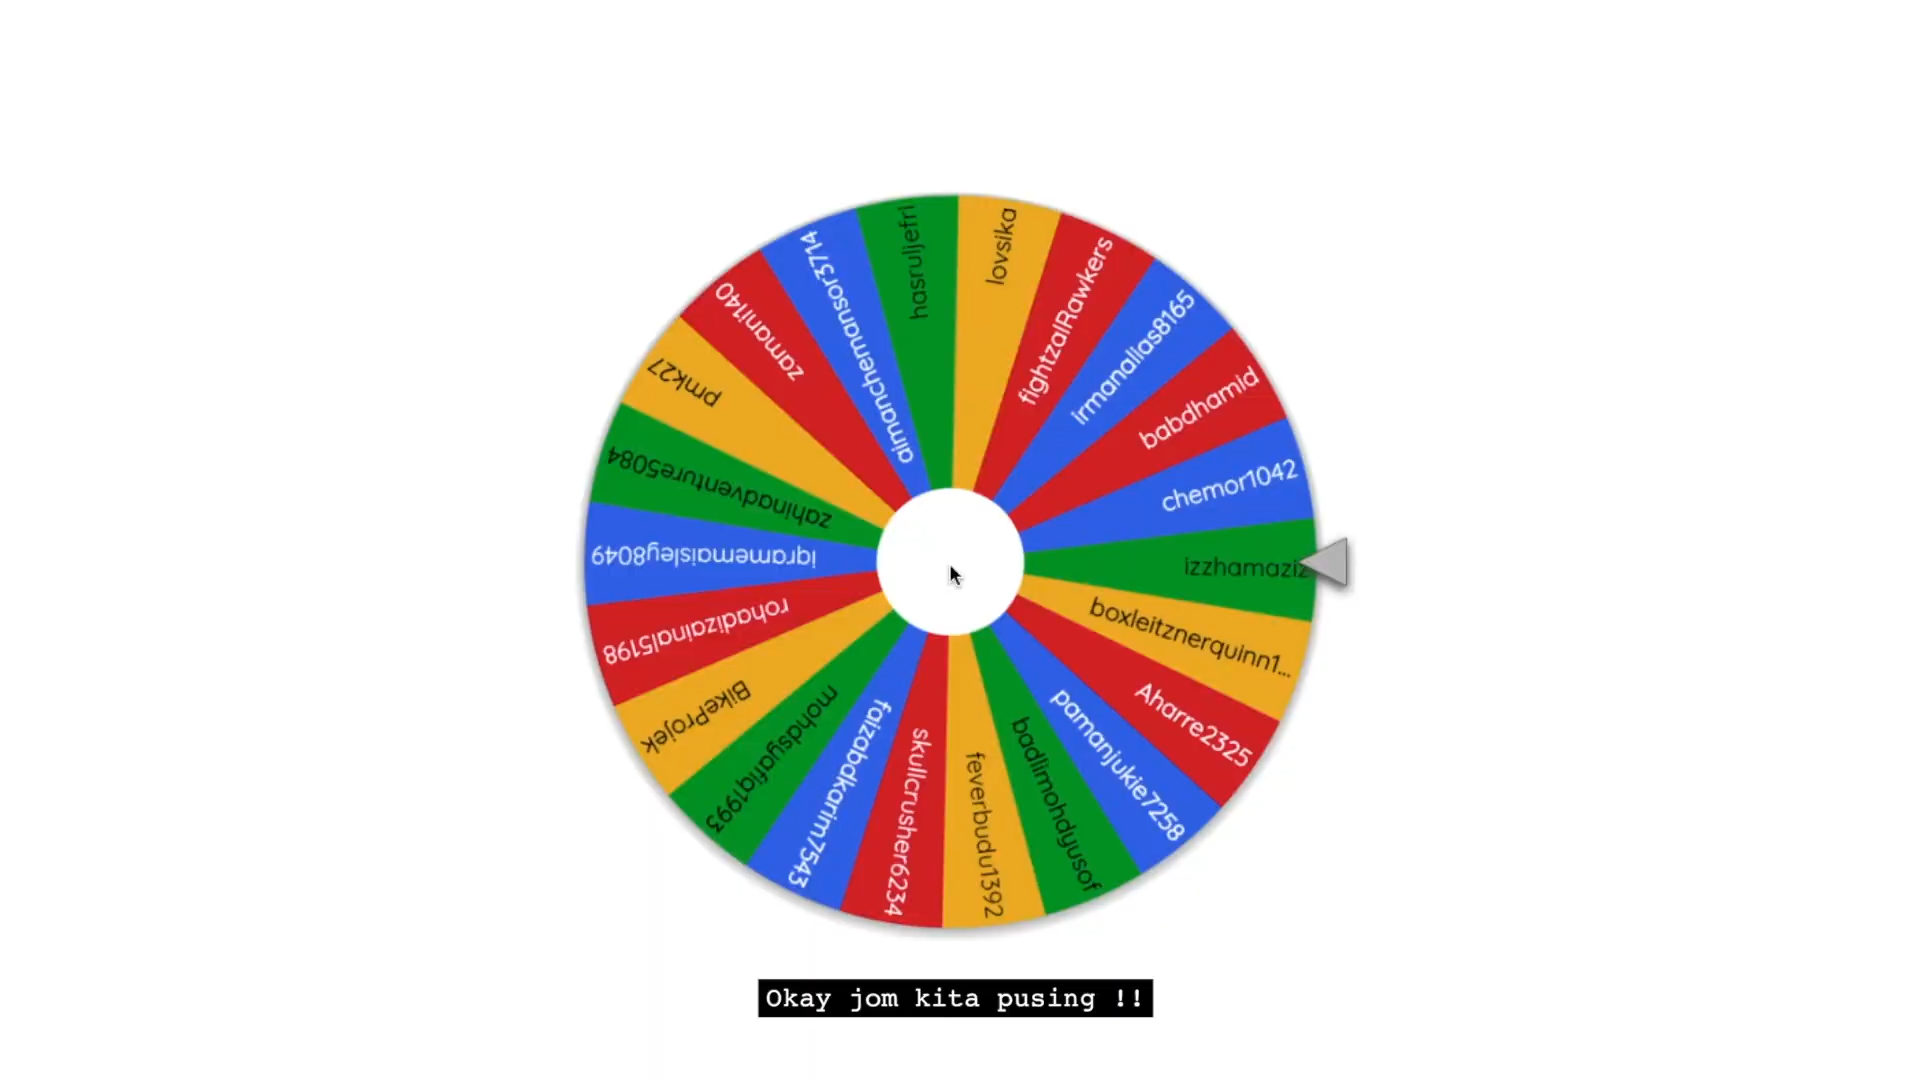 hasruljefri
lovsika
fightzalRawkers
irmanalias8165
babdhamid
chemor1042
izzhamaziz
boxleitznerquinn1...
Aharre2325
pamanjukie7258
badlimohdyusof
feverbudu1392
skullcrusher6234
faizabdkarim7543
mohdsyafiq1993
BikeProjek
rohadizainal5198
iqramemaisley8049
zahinadventure5084
pmk27
zamani140
aimanchemansor3714
Okay jom kita pusing !!